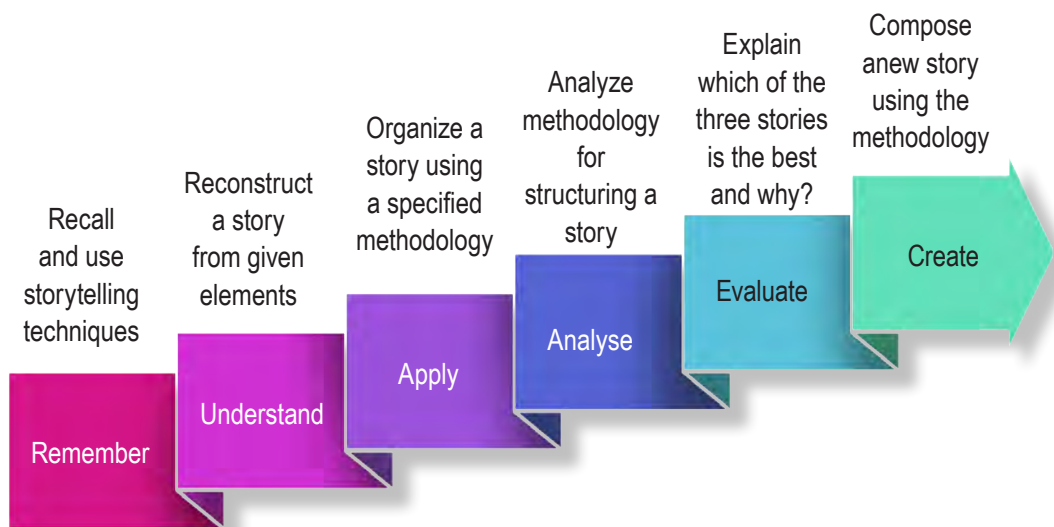 Recall
and use
storytelling
techniques
Remember
Reconstruct
a story
from given
elements
Understand
Organize a
story using
a specified
methodology
Apply
Analyze
methodology
for
structuring a
story
Analyse
Explain
which of the
three stories
is the best
and why?
Evaluate
Compose
anew story
using the
methodology
Create